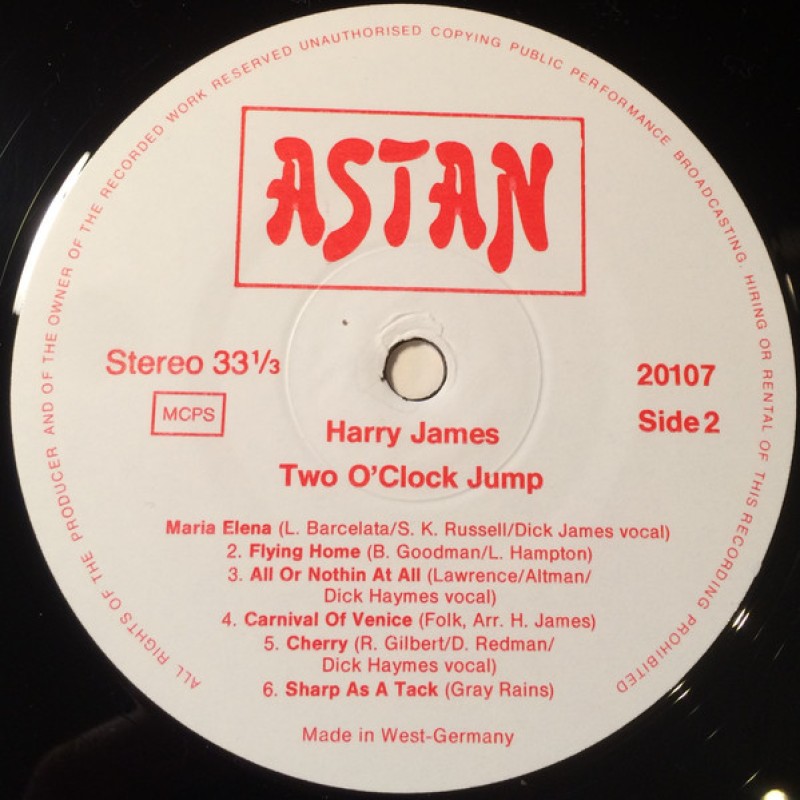 ALL RIGHTS OF THE PRODUCER AND OF THE OWNER OF THE RECORDED WORK RESERVED UNAUTHORISED COPYING PUBLIC PERFORMANCE BROADCASTING. HIRING OR RENTAL OF THIS RECORDING PROHIBITED
ASTAN
Stereo 33 1/3
MCPS
20107
Side 2
Harry James
Two O'Clock Jump
Maria Elena (L. Barcelata/S. K. Russell/Dick James vocal)
2. Flying Home (B. Goodman/L. Hampton)
3. All Or Nothin At All (Lawrence/Altman/
Dick Haymes vocal)
4. Carnival Of Venice (Folk, Arr. H. James)
5. Cherry (R. Gilbert/D. Redman/
Dick Haymes vocal)
6. Sharp As A Tack (Gray Rains)
Made in West-Germany